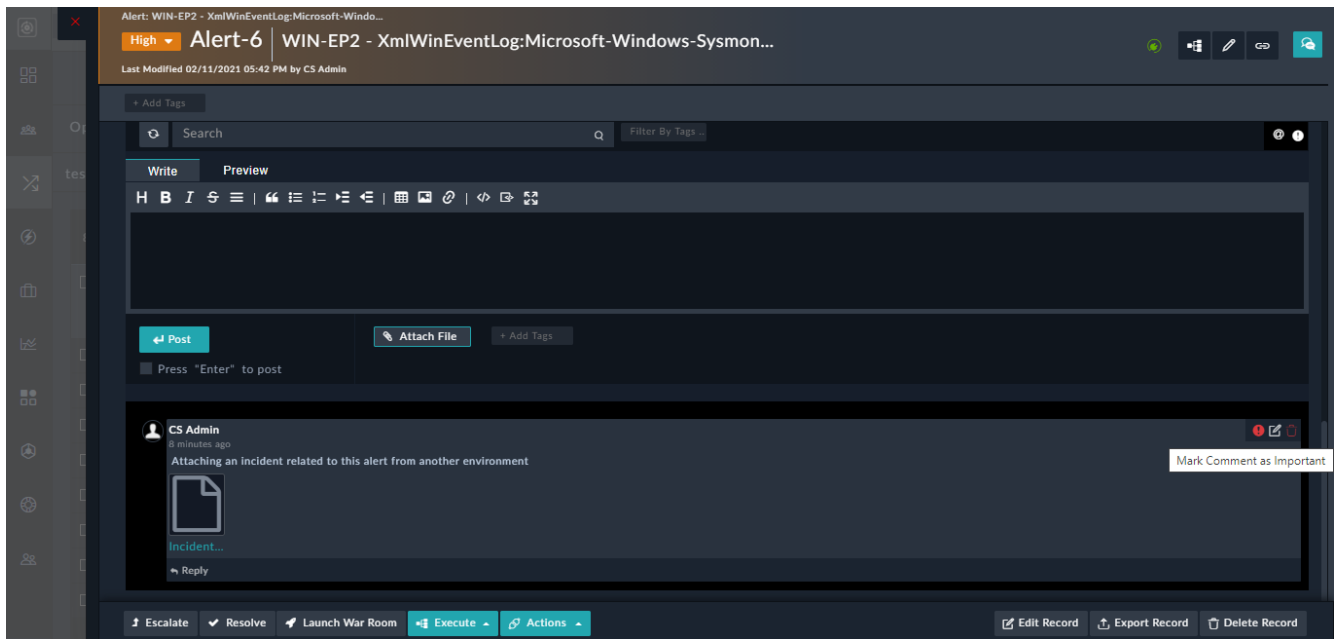 Alert: WIN-EP2 - XmlWinEventLog:Microsoft-Windo...
High Alert-6 WIN-EP2 - XmlWinEventLog:Microsoft-Windows-Sysmon...
Last Modified 02/11/2021 05:42 PM by CS Admin
+ Add Tags
Search Filter By Tags ..
Write Preview
Post Attach File + Add Tags
Press "Enter" to post
CS Admin
8 minutes ago
Attaching an incident related to this alert from another environment
Mark Comment as Important
Incident...
Reply
Escalate Resolve Launch War Room Execute Actions Edit Record Export Record Delete Record